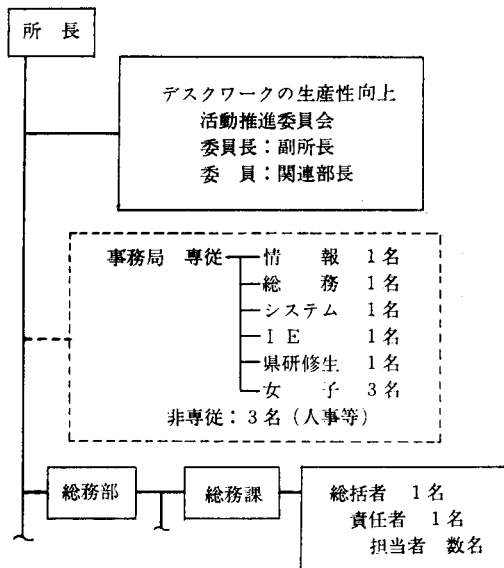 所長
デスクワークの生産性向上
活動推進委員会
委員長：副所長
委員：関連部長
事務局 専従 情報 1名
総務 1名
システム 1名
IE 1名
県研修生 1名
女子 3名
非専従：3名（人事等）
総務部 総務課 総括者 1名
責任者 1名
担当者 数名